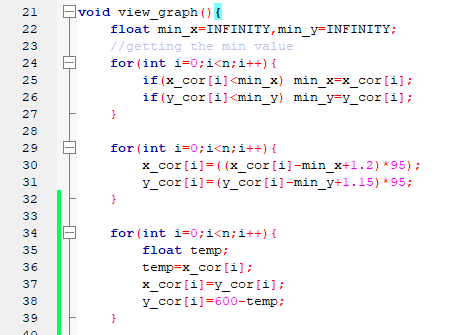 21 void view_graph(){
22 float min_x=INFINITY,min_y=INFINITY;
23 //getting the min value
24 for(int i=0;i<n;i++){
25 if(x_cor[i]<min_x) min_x=x_cor[i];
26 if(y_cor[i]<min_y) min_y=y_cor[i];
27 }
28
29 for(int i=0;i<n;i++){
30 x_cor[i]=((x_cor[i]-min_x+1.2)*95);
31 y_cor[i]=(y_cor[i]-min_y+1.15)*95;
32 }
33
34 for(int i=0;i<n;i++){
35 float temp;
36 temp=x_cor[i];
37 x_cor[i]=y_cor[i];
38 y_cor[i]=600-temp;
39 }
40